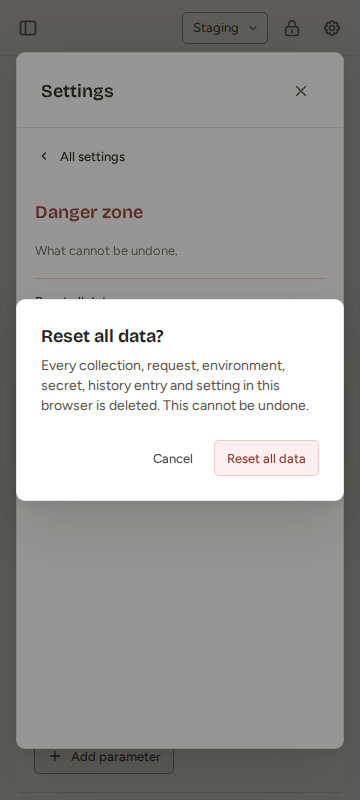 Staging
Settings
All settings
Danger zone
What cannot be undone.
Reset all data?
Every collection, request, environment,
secret, history entry and setting in this
browser is deleted. This cannot be undone.
Cancel
Reset all data
Add parameter